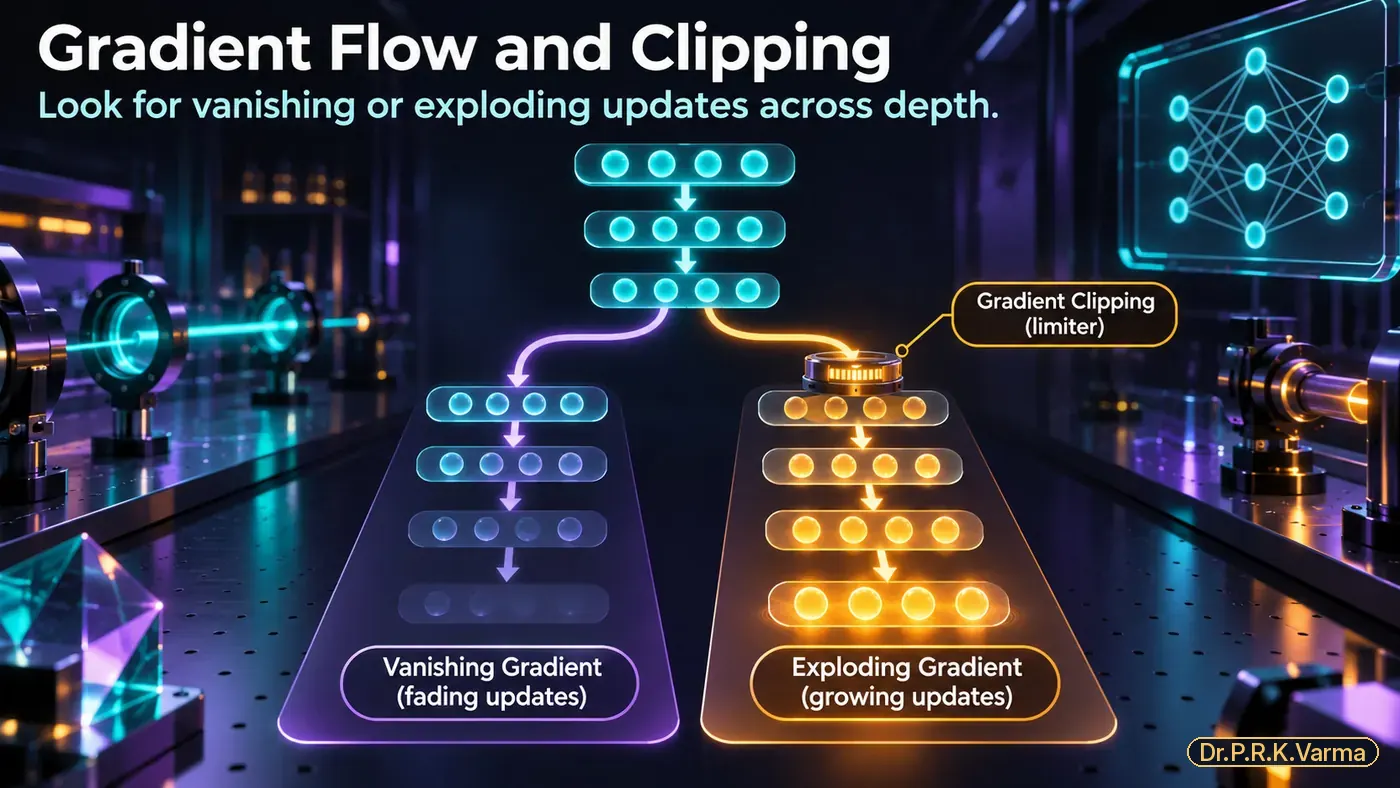 Gradient Flow and Clipping
Look for vanishing or exploding updates across depth.
Gradient Clipping
(limiter)
Vanishing Gradient
(fading updates)
Exploding Gradient
(growing updates)
Dr.P.R.K.Varma